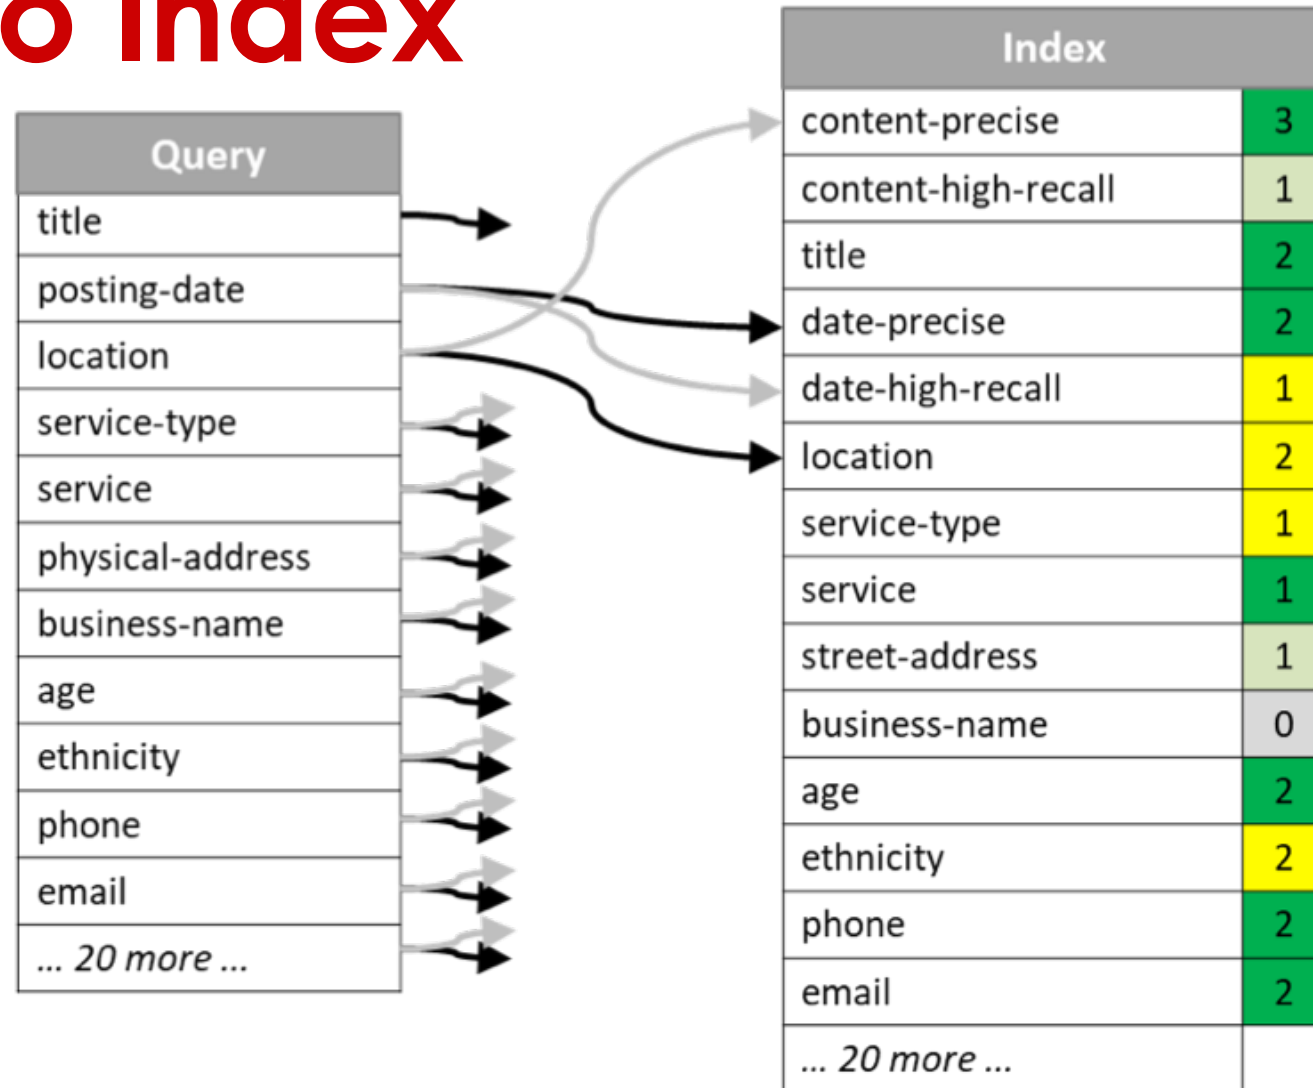 o Index
Query
title
posting-date
location
service-type
service
physical-address
business-name
age
ethnicity
phone
email
... 20 more ...
Index
content-precise 3
content-high-recall 1
title 2
date-precise 2
date-high-recall 1
location 2
service-type 1
service 1
street-address 1
business-name 0
age 2
ethnicity 2
phone 2
email 2
... 20 more ...